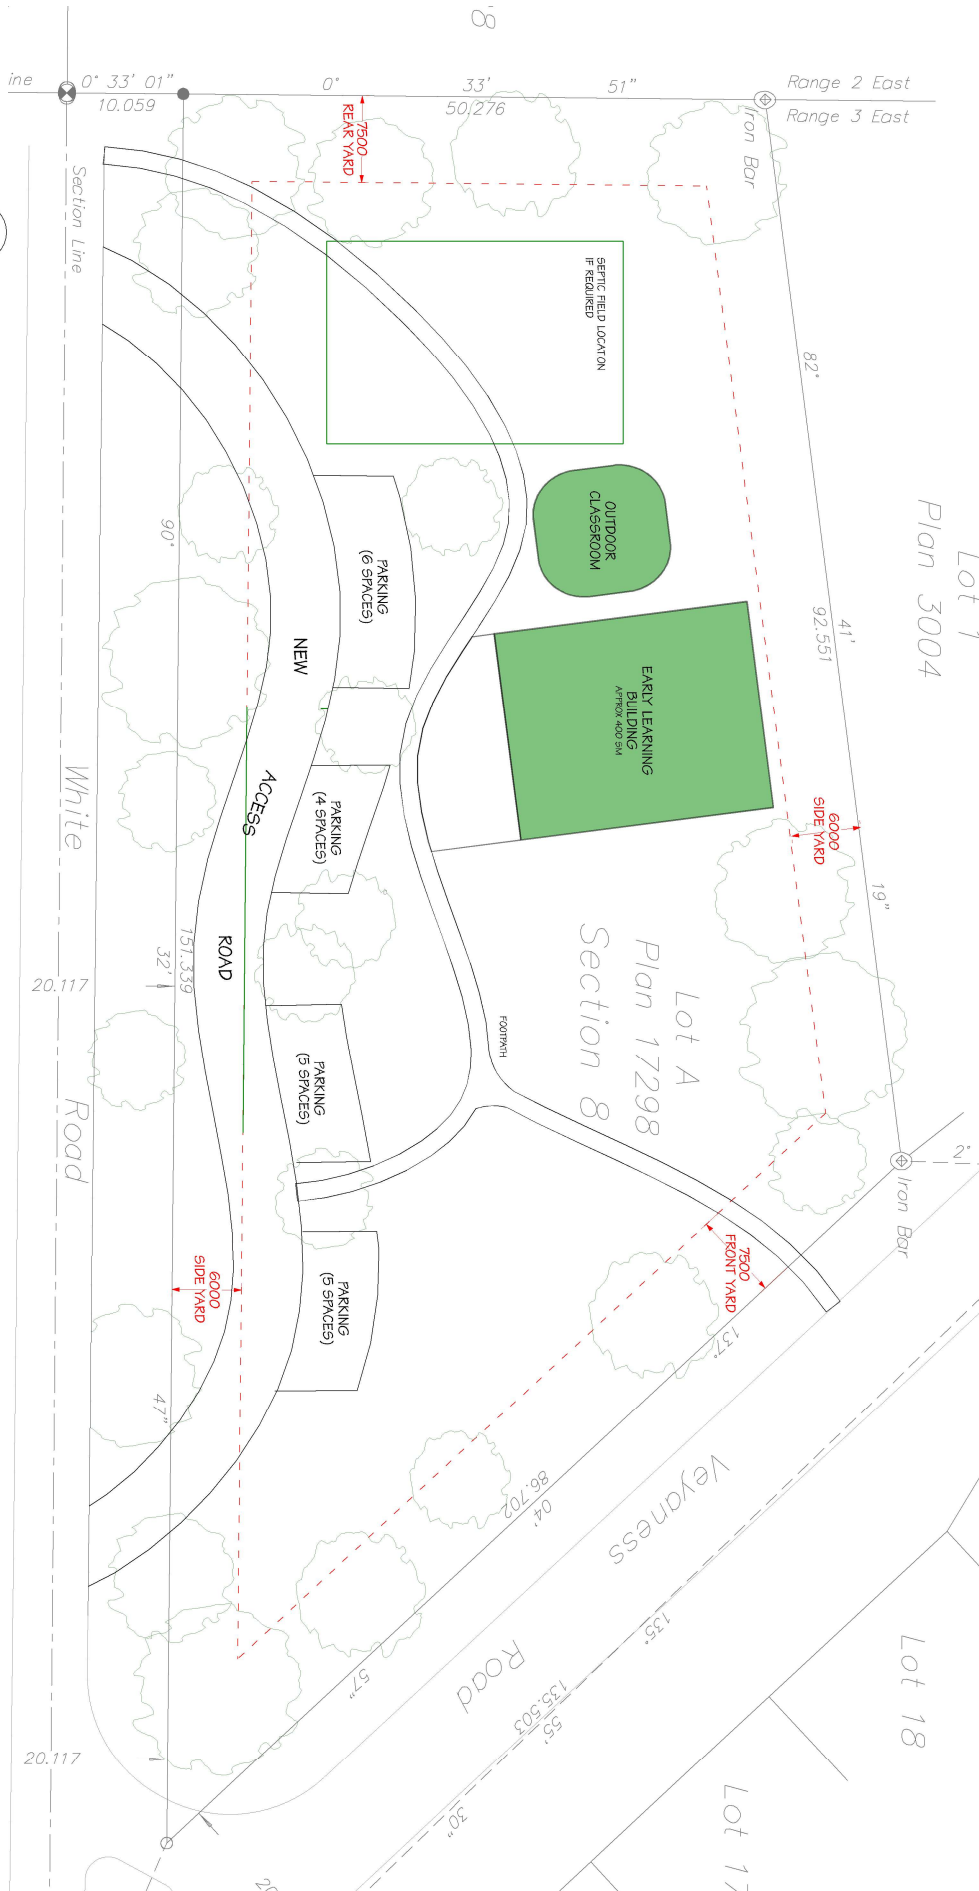 8
ine
0° 33' 01"
10.059
0°
33'
51"
50.276
Range 2 East
Range 3 East
Iron Bar
7500
REAR YARD
Section Line
SEPTIC FIELD LOCATON
IF REQUIRED
82°
41'
92.551
19"
Lot 1
Plan 3004
OUTDOOR
CLASSROOM
90°
PARKING
(6 SPACES)
NEW
EARLY LEARNING
BUILDING
APPROX 400 SM
ACCESS
PARKING
(4 SPACES)
6000
SIDE YARD
White
ROAD
151.339
32'
20.117
Lot A
Plan 17298
Section 8
FOOTPATH
PARKING
(5 SPACES)
Road
2°
Iron Bar
7500
FRONT YARD
6000
SIDE YARD
PARKING
(5 SPACES)
137°
47"
86.702
04'
57"
Veyaness
Road
135°
135.503
55'
30"
Lot 18
Lot 17
20.117
20